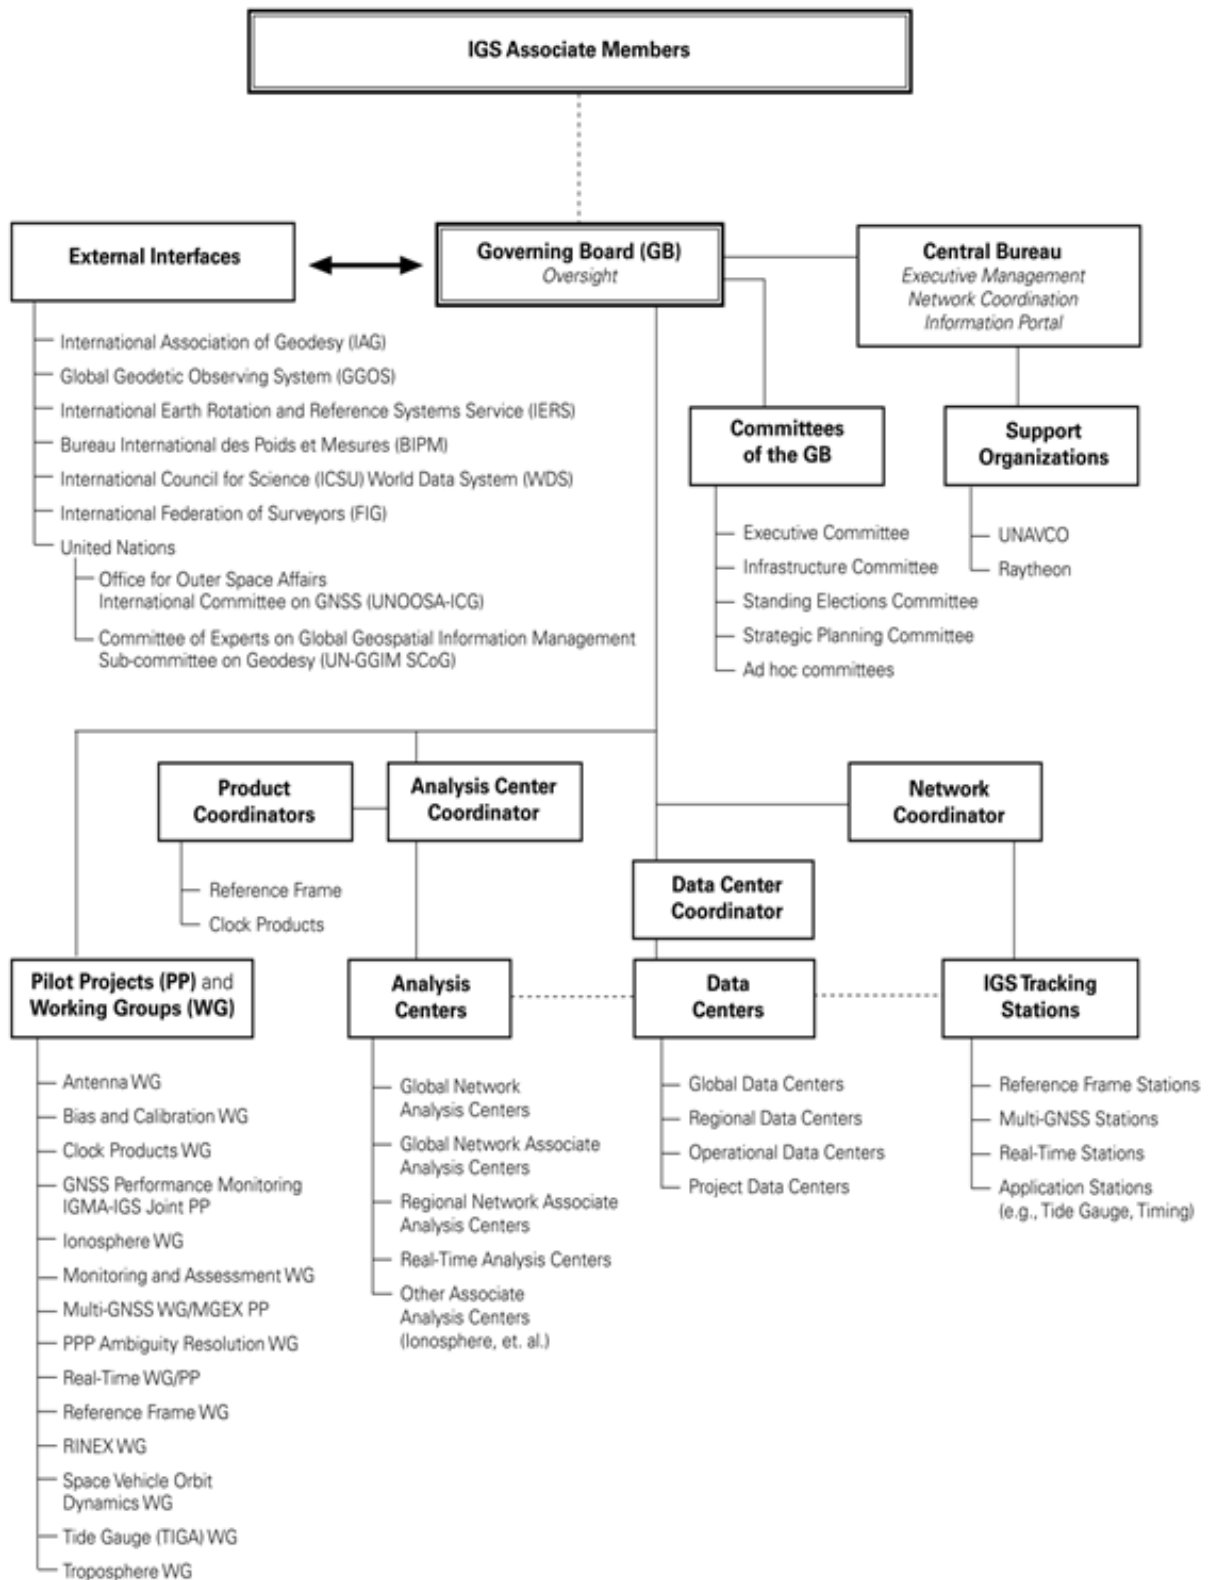 IGS Associate Members
External Interfaces
International Association of Geodesy (IAG)
Global Geodetic Observing System (GGOS)
International Earth Rotation and Reference Systems Service (IERS)
Bureau International des Poids et Mesures (BIPM)
International Council for Science (ICSU) World Data System (WDS)
International Federation of Surveyors (FIG)
United Nations
Office for Outer Space Affairs
International Committee on GNSS (UNOOSA-ICG)
Committee of Experts on Global Geospatial Information Management
Sub-committee on Geodesy (UN-GGIM SCoG)
Governing Board (GB)
Oversight
Central Bureau
Executive Management
Network Coordination
Information Portal
Committees
of the GB
Executive Committee
Infrastructure Committee
Standing Elections Committee
Strategic Planning Committee
Ad hoc committees
Support
Organizations
UNAVCO
Raytheon
Product
Coordinators
Reference Frame
Clock Products
Analysis Center
Coordinator
Network
Coordinator
Data Center
Coordinator
Pilot Projects (PP) and
Working Groups (WG)
Antenna WG
Bias and Calibration WG
Clock Products WG
GNSS Performance Monitoring
IGMA-IGS Joint PP
Ionosphere WG
Monitoring and Assessment WG
Multi-GNSS WG/MGEX PP
PPP Ambiguity Resolution WG
Real-Time WG/PP
Reference Frame WG
RINEX WG
Space Vehicle Orbit
Dynamics WG
Tide Gauge (TIGA) WG
Troposphere WG
Analysis
Centers
Global Network
Analysis Centers
Global Network Associate
Analysis Centers
Regional Network Associate
Analysis Centers
Real-Time Analysis Centers
Other Associate
Analysis Centers
(Ionosphere, et. al.)
Data
Centers
Global Data Centers
Regional Data Centers
Operational Data Centers
Project Data Centers
IGS Tracking
Stations
Reference Frame Stations
Multi-GNSS Stations
Real-Time Stations
Application Stations
(e.g., Tide Gauge, Timing)